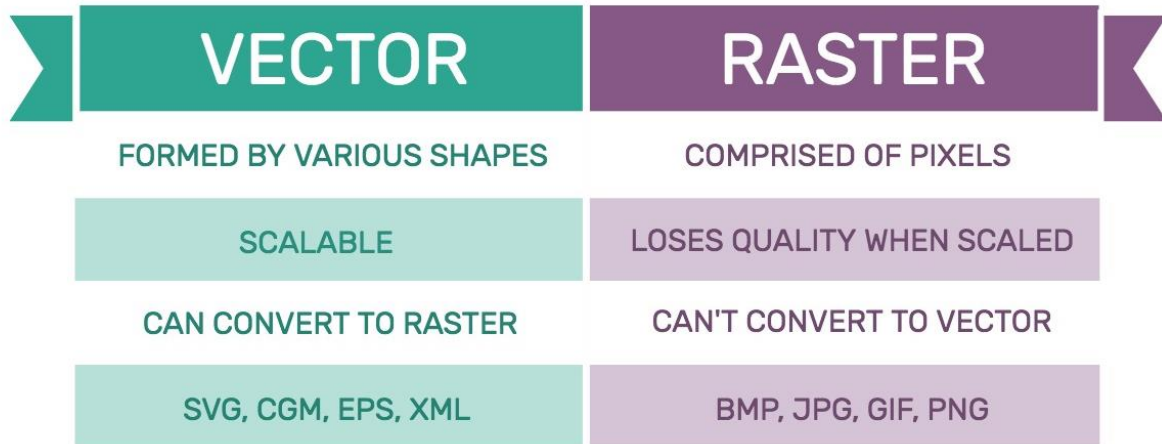 VECTOR
RASTER
FORMED BY VARIOUS SHAPES
COMPRISED OF PIXELS
SCALABLE
LOSES QUALITY WHEN SCALED
CAN CONVERT TO RASTER
CAN'T CONVERT TO VECTOR
SVG, CGM, EPS, XML
BMP, JPG, GIF, PNG